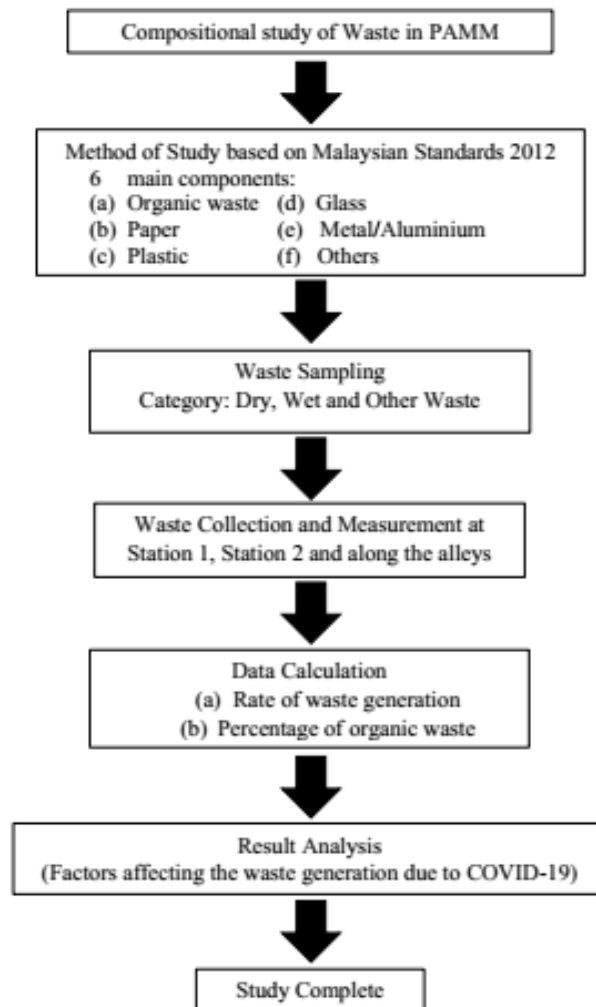 Compositional study of Waste in PAMM
Method of Study based on Malaysian Standards 2012
6 main components:
(a) Organic waste (d) Glass
(b) Paper (e) Metal/Aluminium
(c) Plastic (f) Others
Waste Sampling
Category: Dry, Wet and Other Waste
Waste Collection and Measurement at
Station 1, Station 2 and along the alleys
Data Calculation
(a) Rate of waste generation
(b) Percentage of organic waste
Result Analysis
(Factors affecting the waste generation due to COVID-19)
Study Complete